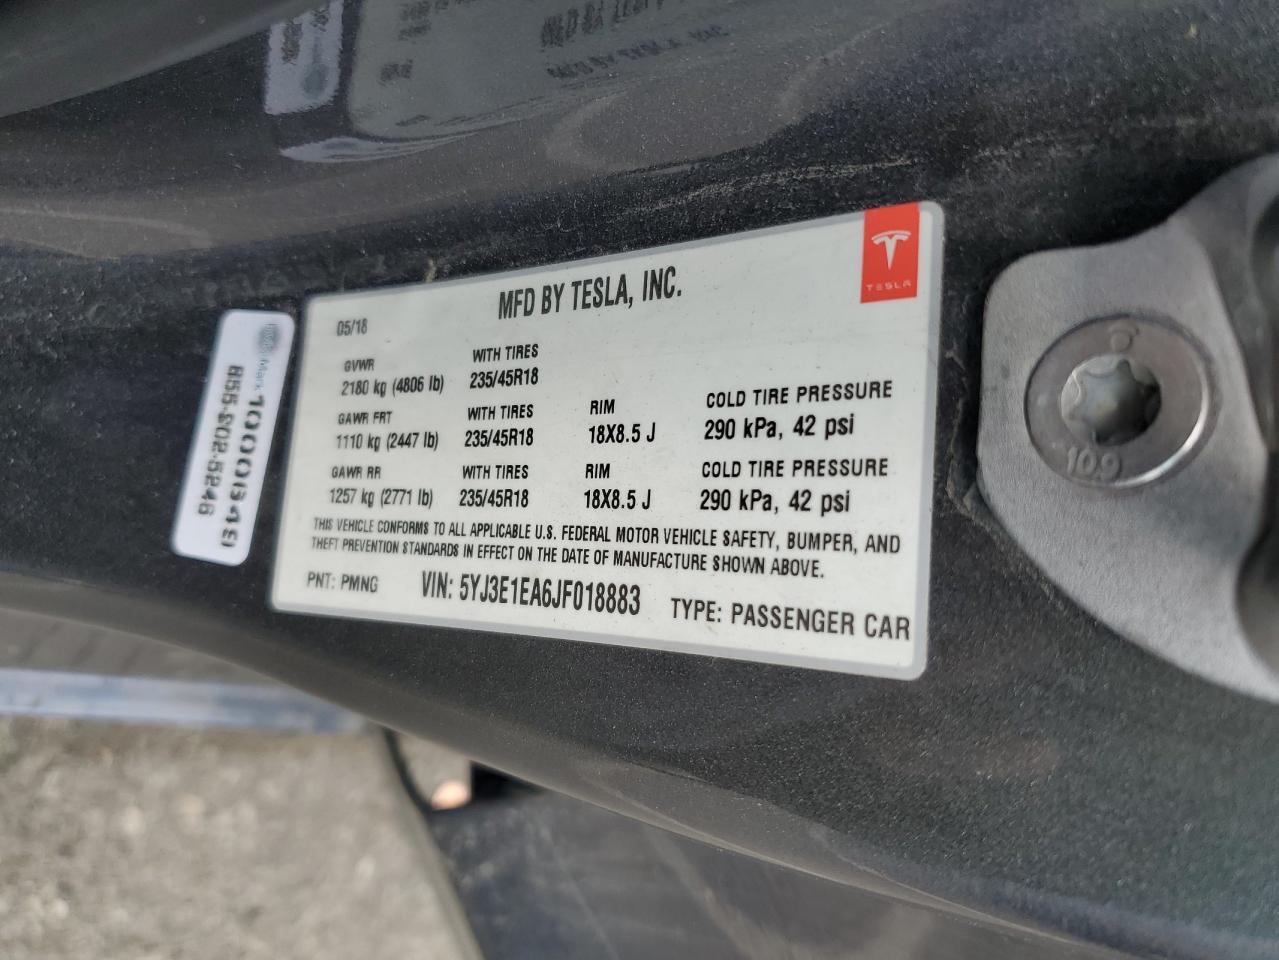 MFD BY TESLA, INC.
TESLA
05/18
GVWR
2180 kg (4806 lb)
WITH TIRES
235/45R18
GAWR FRT
1110 kg (2447 lb)
WITH TIRES
235/45R18
RIM
18X8.5 J
COLD TIRE PRESSURE
290 kPa, 42 psi
GAWR RR
1257 kg (2771 lb)
WITH TIRES
235/45R18
RIM
18X8.5 J
COLD TIRE PRESSURE
290 kPa, 42 psi
THIS VEHICLE CONFORMS TO ALL APPLICABLE U.S. FEDERAL MOTOR VEHICLE SAFETY, BUMPER, AND
THEFT PREVENTION STANDARDS IN EFFECT ON THE DATE OF MANUFACTURE SHOWN ABOVE.
PNT: PMNG
VIN: 5YJ3E1EA6JF018883
TYPE: PASSENGER CAR
855-202-5246
10.9